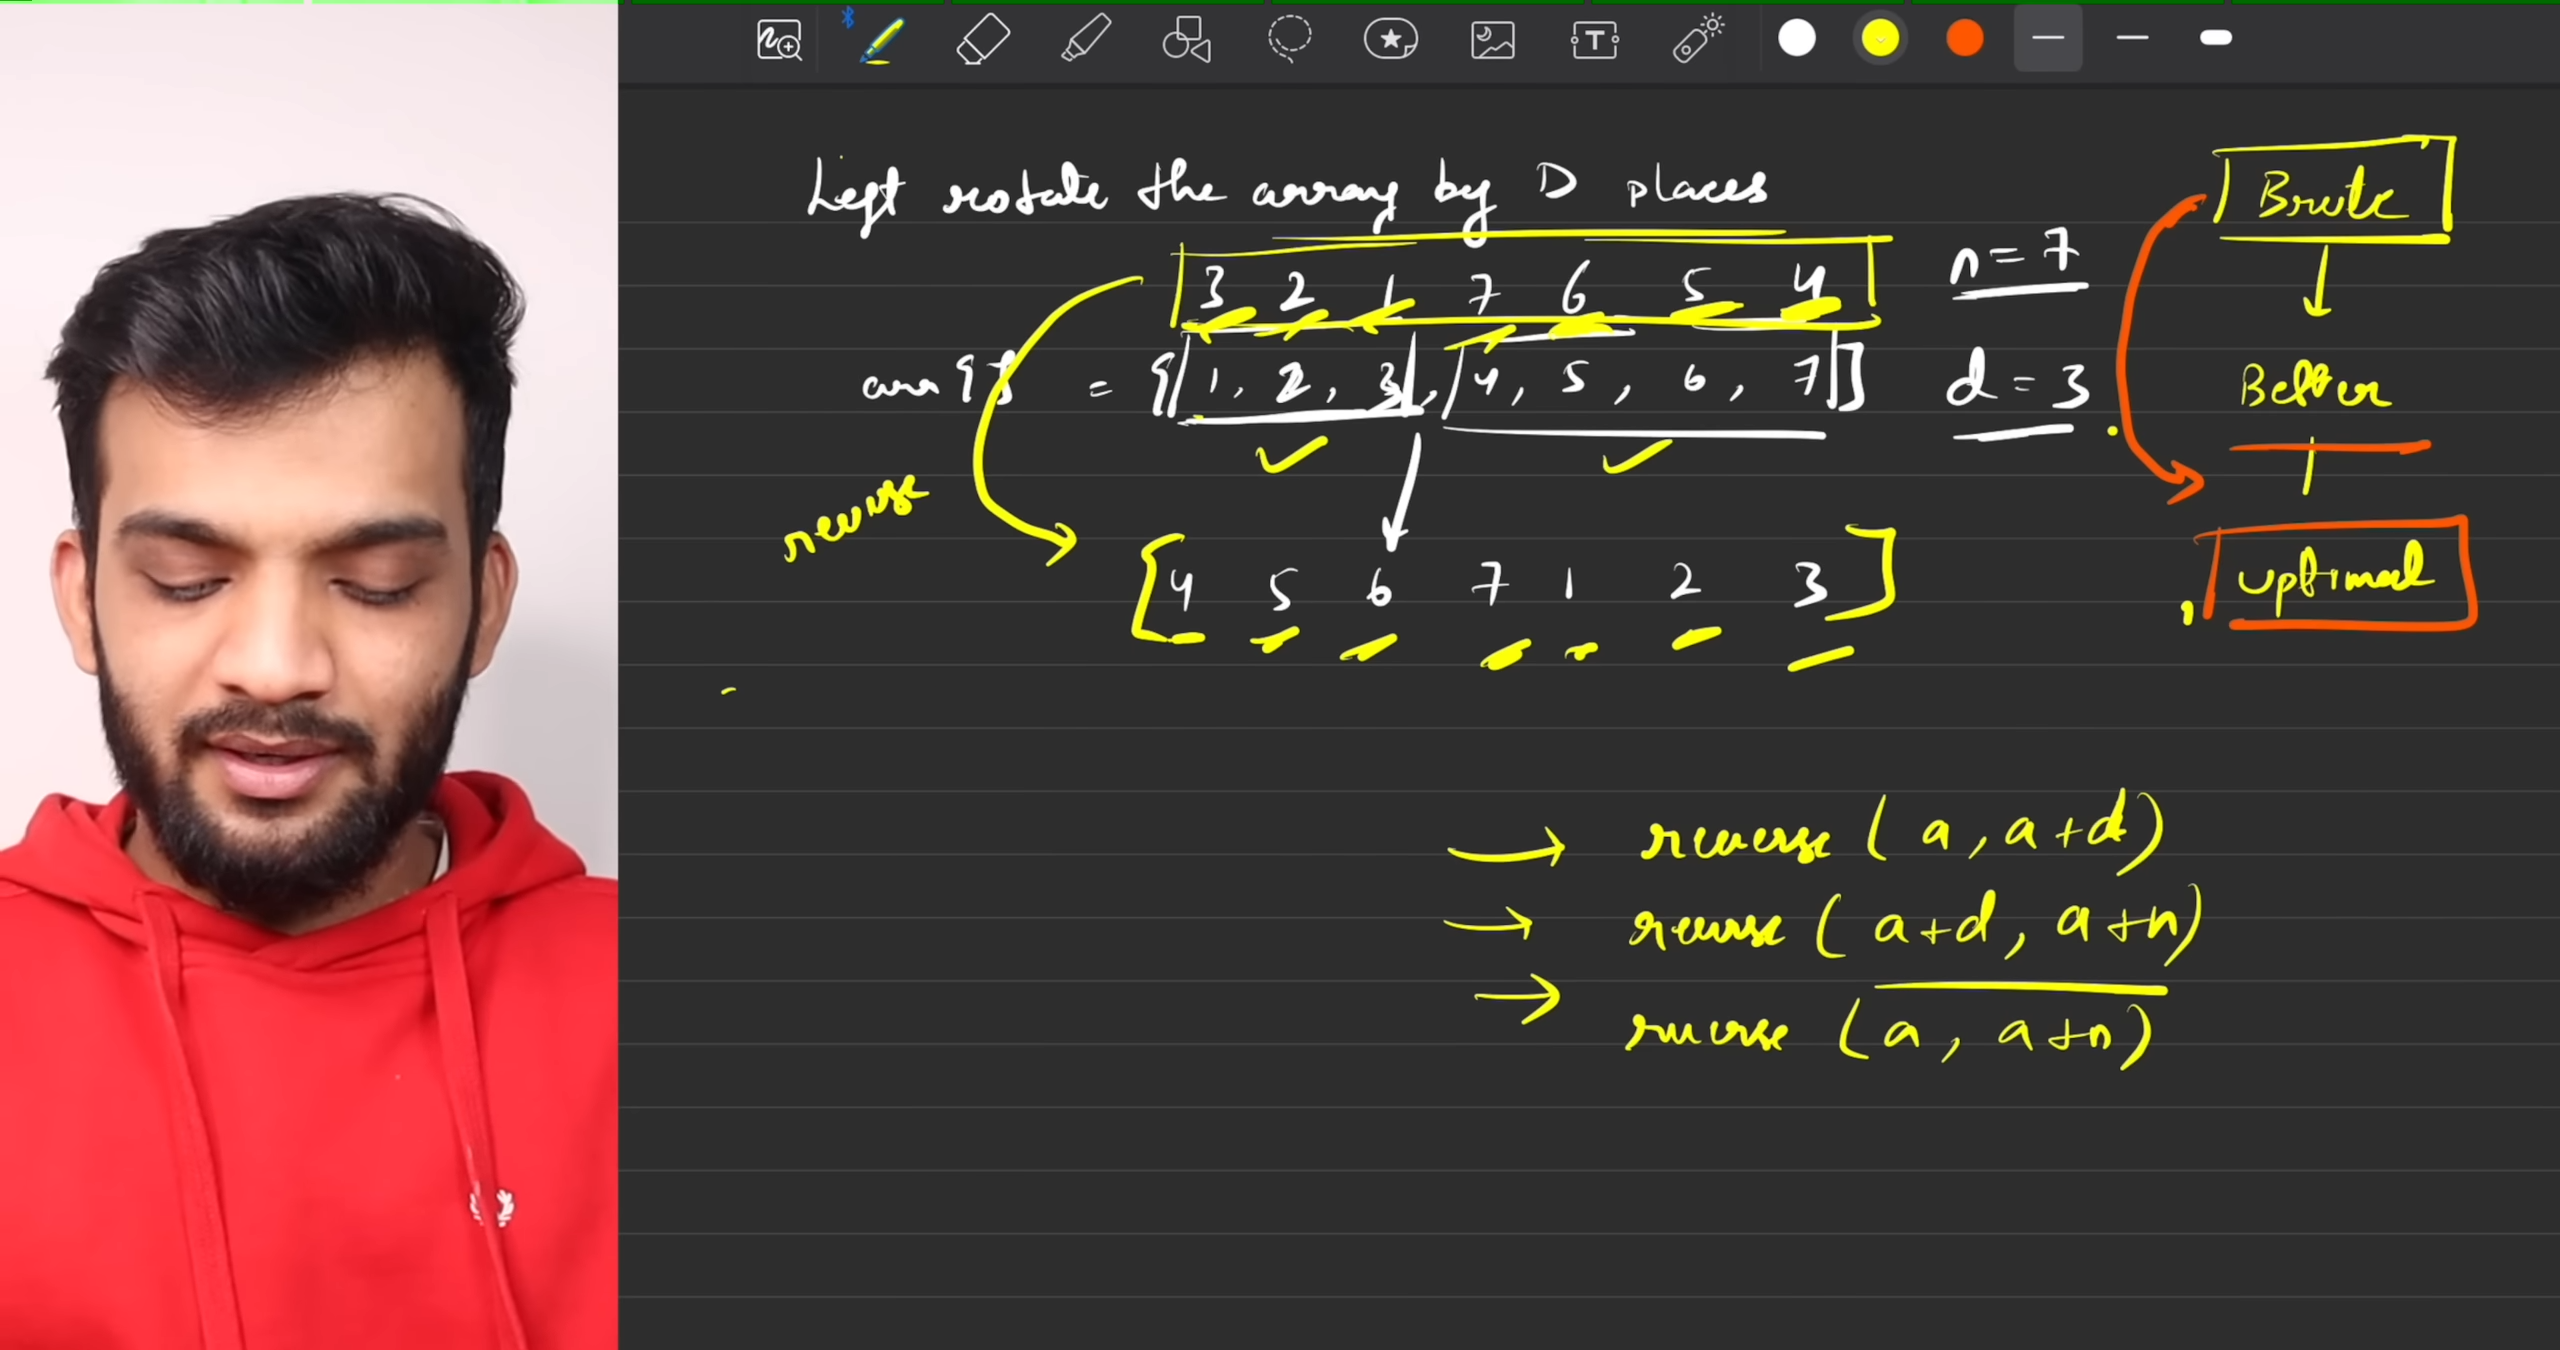 Left rotate the array by D places
3 2 1 7 6 5 4
n = 7
arr[] = [1, 2, 3, 4, 5, 6, 7]
d = 3
reverse
[4 5 6 7 1 2 3]
Brute
Better
optimal
→ reverse (a, a+d)
→ reverse (a+d, a+n)
→ reverse (a, a+n)